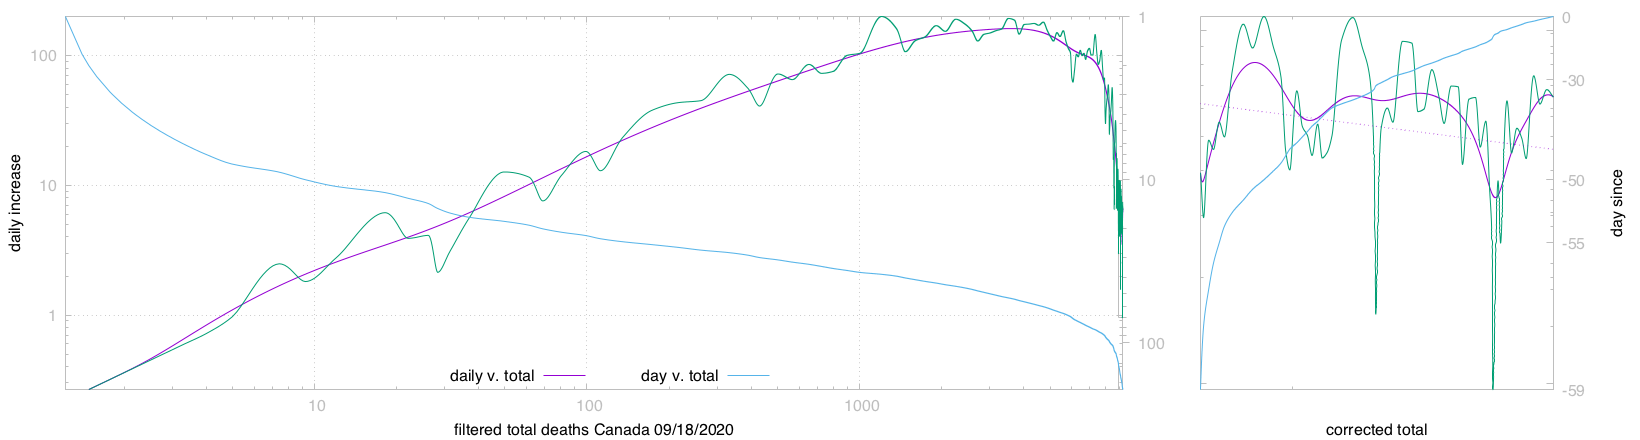 daily increase
100
10
1
10
100
1000
1
10
100
daily v. total
day v. total
filtered total deaths Canada 09/18/2020
0
-30
-50
-55
-59
day since
corrected total